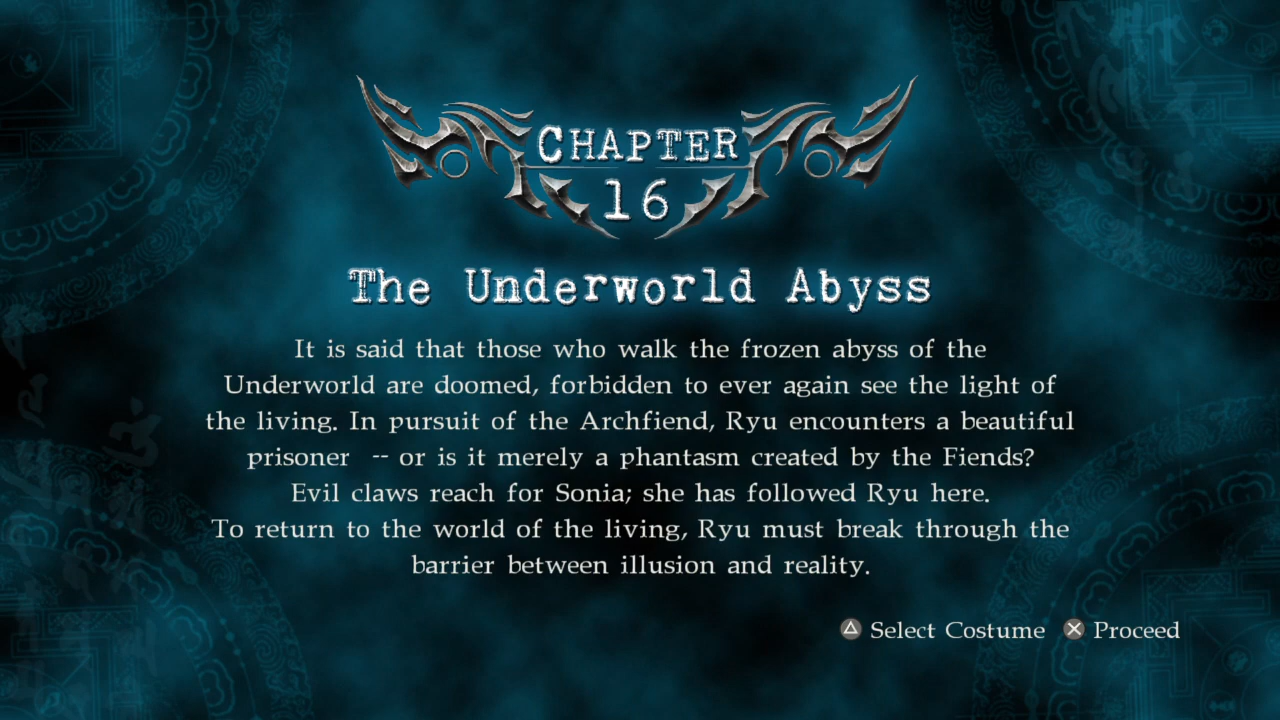 CHAPTER
16
The Underworld Abyss
It is said that those who walk the frozen abyss of the
Underworld are doomed, forbidden to ever again see the light of
the living. In pursuit of the Archfiend, Ryu encounters a beautiful
prisoner -- or is it merely a phantasm created by the Fiends?
Evil claws reach for Sonia; she has followed Ryu here.
To return to the world of the living, Ryu must break through the
barrier between illusion and reality.
Select Costume Proceed